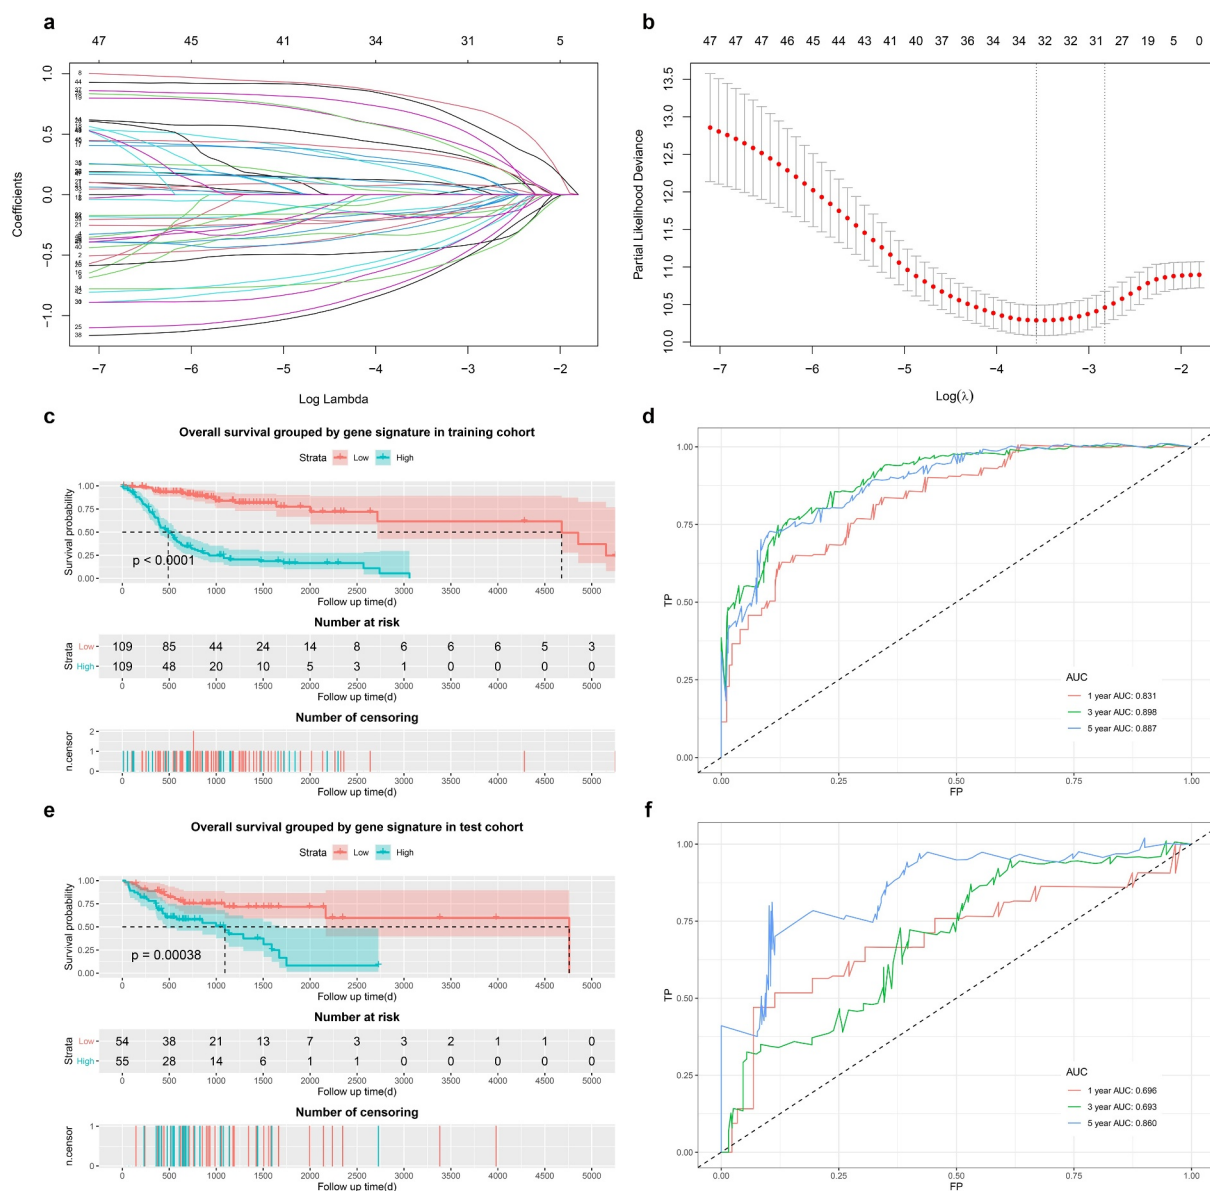 a
47 45 41 34 31 5
Coefficients
1.0
0.5
0.0
−0.5
−1.0
8
44
19
17
21
40
2
9
34
42
25
38
−7 −6 −5 −4 −3 −2
Log Lambda
b
47 47 47 46 45 44 43 41 40 37 36 34 34 32 32 31 27 19 5 0
Partial Likelihood Deviance
13.5
13.0
12.5
12.0
11.5
11.0
10.5
10.0
−7 −6 −5 −4 −3 −2
Log(λ)
c
Overall survival grouped by gene signature in training cohort
Strata Low High
Survival probability
1.00
0.75
0.50
0.25
0.00
p < 0.0001
0 500 1000 1500 2000 2500 3000 3500 4000 4500 5000
Follow up time(d)
Number at risk
Strata
Low 109 85 44 24 14 8 6 6 6 5 3
High 109 48 20 10 5 3 1 0 0 0 0
0 500 1000 1500 2000 2500 3000 3500 4000 4500 5000
Follow up time(d)
Number of censoring
n.censor
2
1
0
0 500 1000 1500 2000 2500 3000 3500 4000 4500 5000
Follow up time(d)
d
TP
1.00
0.75
0.50
0.25
0.00
AUC
1 year AUC: 0.831
3 year AUC: 0.898
5 year AUC: 0.887
0.00 0.25 0.50 0.75 1.00
FP
e
Overall survival grouped by gene signature in test cohort
Strata Low High
Survival probability
1.00
0.75
0.50
0.25
0.00
p = 0.00038
0 500 1000 1500 2000 2500 3000 3500 4000 4500 5000
Follow up time(d)
Number at risk
Strata
Low 54 38 21 13 7 3 3 2 1 1 0
High 55 28 14 6 1 1 0 0 0 0 0
0 500 1000 1500 2000 2500 3000 3500 4000 4500 5000
Follow up time(d)
Number of censoring
n.censor
1
0
0 500 1000 1500 2000 2500 3000 3500 4000 4500 5000
Follow up time(d)
f
TP
1.00
0.75
0.50
0.25
0.00
AUC
1 year AUC: 0.696
3 year AUC: 0.693
5 year AUC: 0.860
0.00 0.25 0.50 0.75 1.00
FP